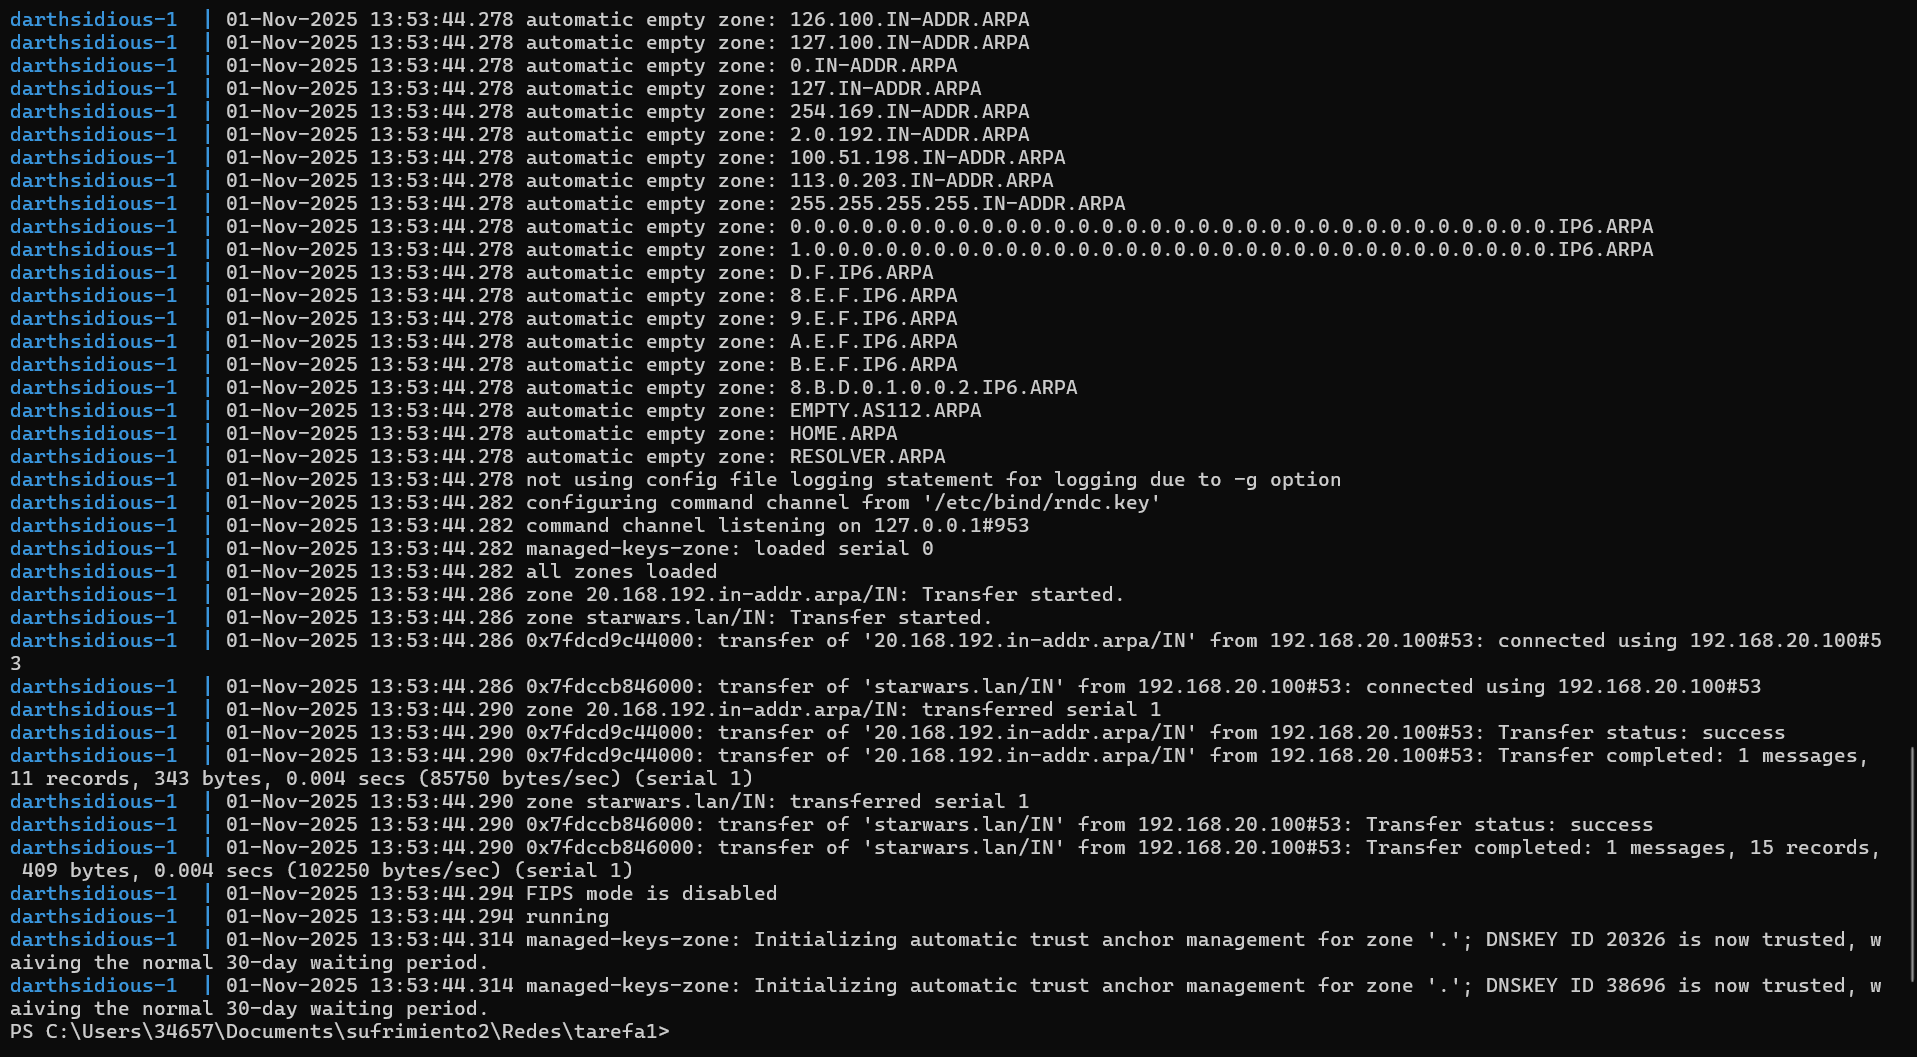 darthsidious-1  | 01-Nov-2025 13:53:44.278 automatic empty zone: 126.100.IN-ADDR.ARPA
darthsidious-1  | 01-Nov-2025 13:53:44.278 automatic empty zone: 127.100.IN-ADDR.ARPA
darthsidious-1  | 01-Nov-2025 13:53:44.278 automatic empty zone: 0.IN-ADDR.ARPA
darthsidious-1  | 01-Nov-2025 13:53:44.278 automatic empty zone: 127.IN-ADDR.ARPA
darthsidious-1  | 01-Nov-2025 13:53:44.278 automatic empty zone: 254.169.IN-ADDR.ARPA
darthsidious-1  | 01-Nov-2025 13:53:44.278 automatic empty zone: 2.0.192.IN-ADDR.ARPA
darthsidious-1  | 01-Nov-2025 13:53:44.278 automatic empty zone: 100.51.198.IN-ADDR.ARPA
darthsidious-1  | 01-Nov-2025 13:53:44.278 automatic empty zone: 113.0.203.IN-ADDR.ARPA
darthsidious-1  | 01-Nov-2025 13:53:44.278 automatic empty zone: 255.255.255.255.IN-ADDR.ARPA
darthsidious-1  | 01-Nov-2025 13:53:44.278 automatic empty zone: 0.0.0.0.0.0.0.0.0.0.0.0.0.0.0.0.0.0.0.0.0.0.0.0.0.0.0.0.0.0.0.0.IP6.ARPA
darthsidious-1  | 01-Nov-2025 13:53:44.278 automatic empty zone: 1.0.0.0.0.0.0.0.0.0.0.0.0.0.0.0.0.0.0.0.0.0.0.0.0.0.0.0.0.0.0.0.IP6.ARPA
darthsidious-1  | 01-Nov-2025 13:53:44.278 automatic empty zone: D.F.IP6.ARPA
darthsidious-1  | 01-Nov-2025 13:53:44.278 automatic empty zone: 8.E.F.IP6.ARPA
darthsidious-1  | 01-Nov-2025 13:53:44.278 automatic empty zone: 9.E.F.IP6.ARPA
darthsidious-1  | 01-Nov-2025 13:53:44.278 automatic empty zone: A.E.F.IP6.ARPA
darthsidious-1  | 01-Nov-2025 13:53:44.278 automatic empty zone: B.E.F.IP6.ARPA
darthsidious-1  | 01-Nov-2025 13:53:44.278 automatic empty zone: 8.B.D.0.1.0.0.2.IP6.ARPA
darthsidious-1  | 01-Nov-2025 13:53:44.278 automatic empty zone: EMPTY.AS112.ARPA
darthsidious-1  | 01-Nov-2025 13:53:44.278 automatic empty zone: HOME.ARPA
darthsidious-1  | 01-Nov-2025 13:53:44.278 automatic empty zone: RESOLVER.ARPA
darthsidious-1  | 01-Nov-2025 13:53:44.278 not using config file logging statement for logging due to -g option
darthsidious-1  | 01-Nov-2025 13:53:44.282 configuring command channel from '/etc/bind/rndc.key'
darthsidious-1  | 01-Nov-2025 13:53:44.282 command channel listening on 127.0.0.1#953
darthsidious-1  | 01-Nov-2025 13:53:44.282 managed-keys-zone: loaded serial 0
darthsidious-1  | 01-Nov-2025 13:53:44.282 all zones loaded
darthsidious-1  | 01-Nov-2025 13:53:44.286 zone 20.168.192.in-addr.arpa/IN: Transfer started.
darthsidious-1  | 01-Nov-2025 13:53:44.286 zone starwars.lan/IN: Transfer started.
darthsidious-1  | 01-Nov-2025 13:53:44.286 0x7fdcd9c44000: transfer of '20.168.192.in-addr.arpa/IN' from 192.168.20.100#53: connected using 192.168.20.100#5
3
darthsidious-1  | 01-Nov-2025 13:53:44.286 0x7fdccb846000: transfer of 'starwars.lan/IN' from 192.168.20.100#53: connected using 192.168.20.100#53
darthsidious-1  | 01-Nov-2025 13:53:44.290 zone 20.168.192.in-addr.arpa/IN: transferred serial 1
darthsidious-1  | 01-Nov-2025 13:53:44.290 0x7fdcd9c44000: transfer of '20.168.192.in-addr.arpa/IN' from 192.168.20.100#53: Transfer status: success
darthsidious-1  | 01-Nov-2025 13:53:44.290 0x7fdcd9c44000: transfer of '20.168.192.in-addr.arpa/IN' from 192.168.20.100#53: Transfer completed: 1 messages,
11 records, 343 bytes, 0.004 secs (85750 bytes/sec) (serial 1)
darthsidious-1  | 01-Nov-2025 13:53:44.290 zone starwars.lan/IN: transferred serial 1
darthsidious-1  | 01-Nov-2025 13:53:44.290 0x7fdccb846000: transfer of 'starwars.lan/IN' from 192.168.20.100#53: Transfer status: success
darthsidious-1  | 01-Nov-2025 13:53:44.290 0x7fdccb846000: transfer of 'starwars.lan/IN' from 192.168.20.100#53: Transfer completed: 1 messages, 15 records,
 409 bytes, 0.004 secs (102250 bytes/sec) (serial 1)
darthsidious-1  | 01-Nov-2025 13:53:44.294 FIPS mode is disabled
darthsidious-1  | 01-Nov-2025 13:53:44.294 running
darthsidious-1  | 01-Nov-2025 13:53:44.314 managed-keys-zone: Initializing automatic trust anchor management for zone '.'; DNSKEY ID 20326 is now trusted, w
aiving the normal 30-day waiting period.
darthsidious-1  | 01-Nov-2025 13:53:44.314 managed-keys-zone: Initializing automatic trust anchor management for zone '.'; DNSKEY ID 38696 is now trusted, w
aiving the normal 30-day waiting period.
PS C:\Users\34657\Documents\sufrimiento2\Redes\tarefa1>